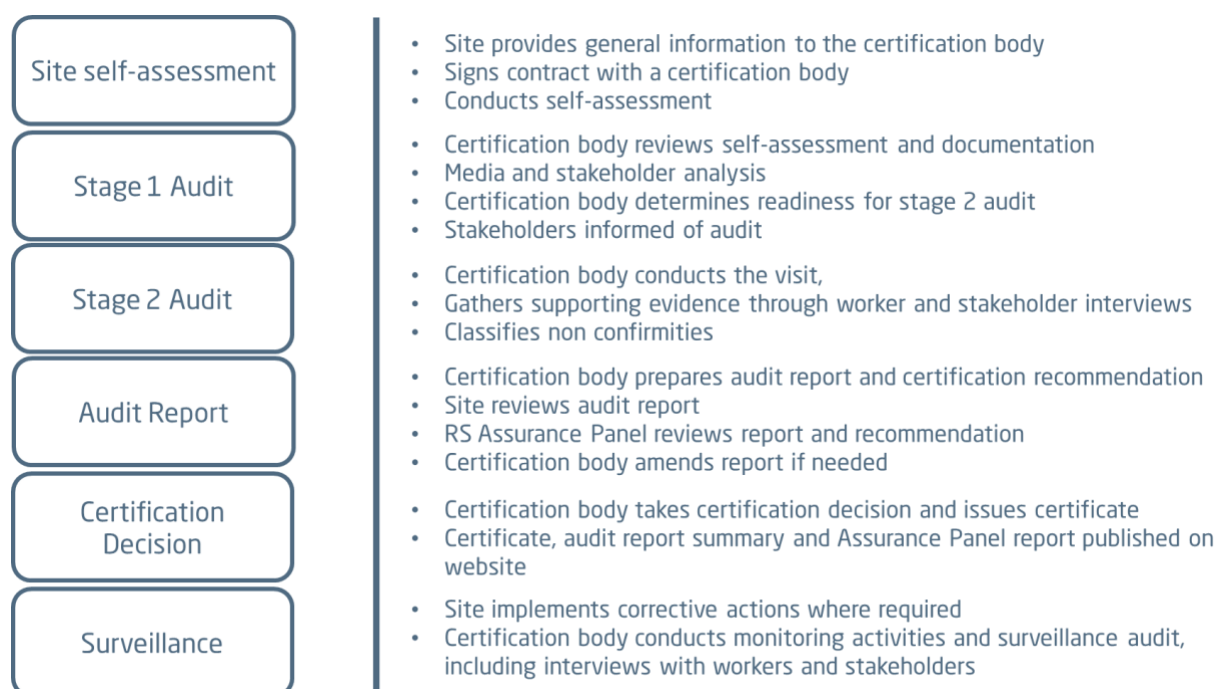 Site self-assessment
• Site provides general information to the certification body
• Signs contract with a certification body
• Conducts self-assessment
Stage 1 Audit
• Certification body reviews self-assessment and documentation
• Media and stakeholder analysis
• Certification body determines readiness for stage 2 audit
• Stakeholders informed of audit
Stage 2 Audit
• Certification body conducts the visit,
• Gathers supporting evidence through worker and stakeholder interviews
• Classifies non confirmities
Audit Report
• Certification body prepares audit report and certification recommendation
• Site reviews audit report
• RS Assurance Panel reviews report and recommendation
• Certification body amends report if needed
Certification
Decision
• Certification body takes certification decision and issues certificate
• Certificate, audit report summary and Assurance Panel report published on
website
Surveillance
• Site implements corrective actions where required
• Certification body conducts monitoring activities and surveillance audit,
including interviews with workers and stakeholders